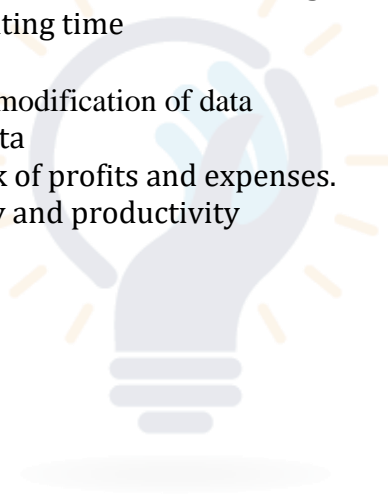 ting time
modification of data
ta
k of profits and expenses.
y and productivity